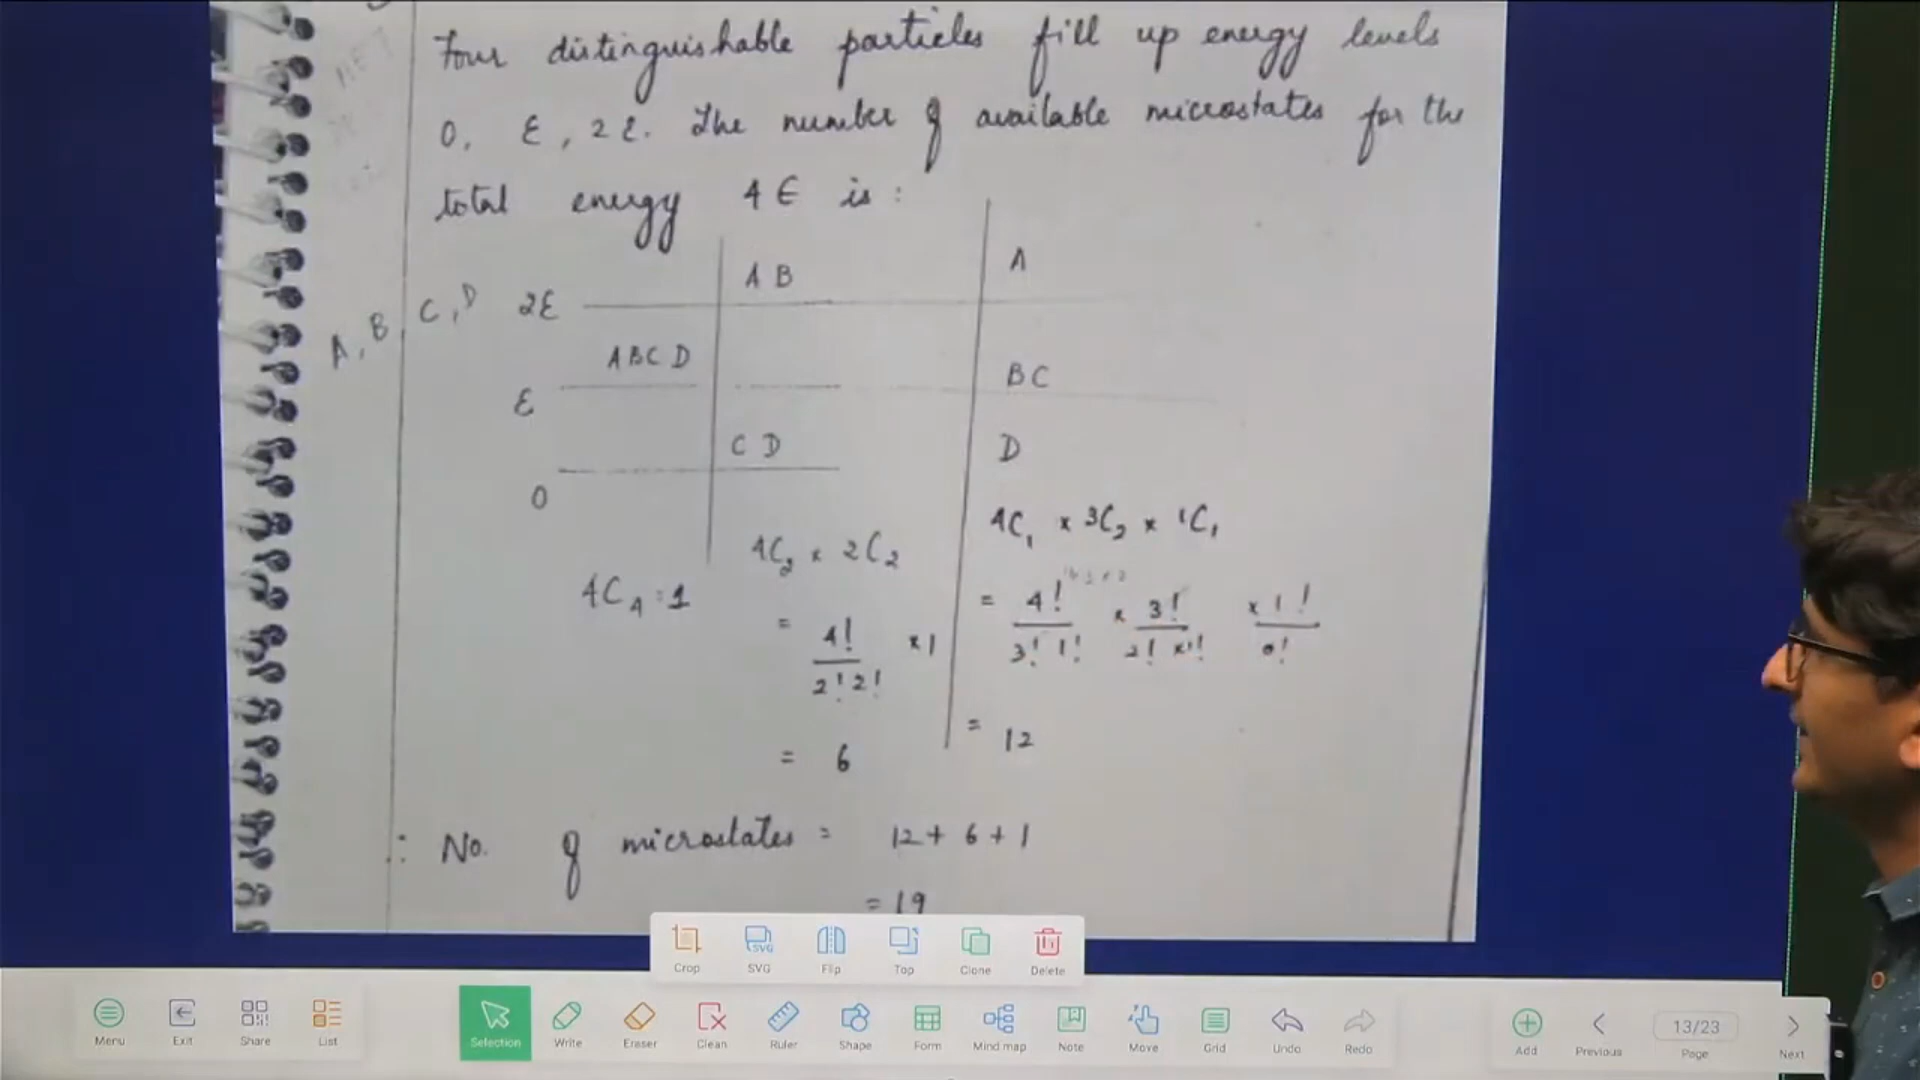 Four distinguishable particles fill up energy levels
0, ε, 2ε. The number of available microstates for the
total energy 4ε is :
A, B, C, D
2ε
A B
A
ABC D
ε
B C
C D
D
0
4C4 = 1
4C2 × 2C2
= 4! / 2! 2! × 1
= 6
4C1 × 3C2 × 1C1
= 4! / 3! 1! × 3! / 2! × 1! × 1! / 0!
= 12
∴ No. of microstates = 12 + 6 + 1
= 19
Crop SVG Flip Top Clone Delete
Menu Exit Share List Selection Write Eraser Clean Ruler Shape Form Mind map Note Move Grid Undo Redo Add Previous 13/23 Page Next